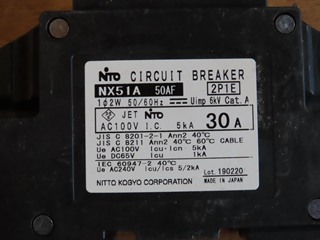 NITO CIRCUIT BREAKER
NX51A 50AF 2P1E
1φ2W 50/60Hz Uimp 6kV Cat. A
JET NITO
AC100V I.C. 5kA 30A
JIS C 8201-2-1 Ann2 40℃
JIS C 8211 Ann2 40℃ 60℃ CABLE
Ue AC100V Icu·Icn 5kA
Ue DC65V Icu 1kA
IEC 60947-2 40℃
Ue AC240V Icu/Ics 5/2kA Lot.190220
NITTO KOGYO CORPORATION MADE IN JAPAN